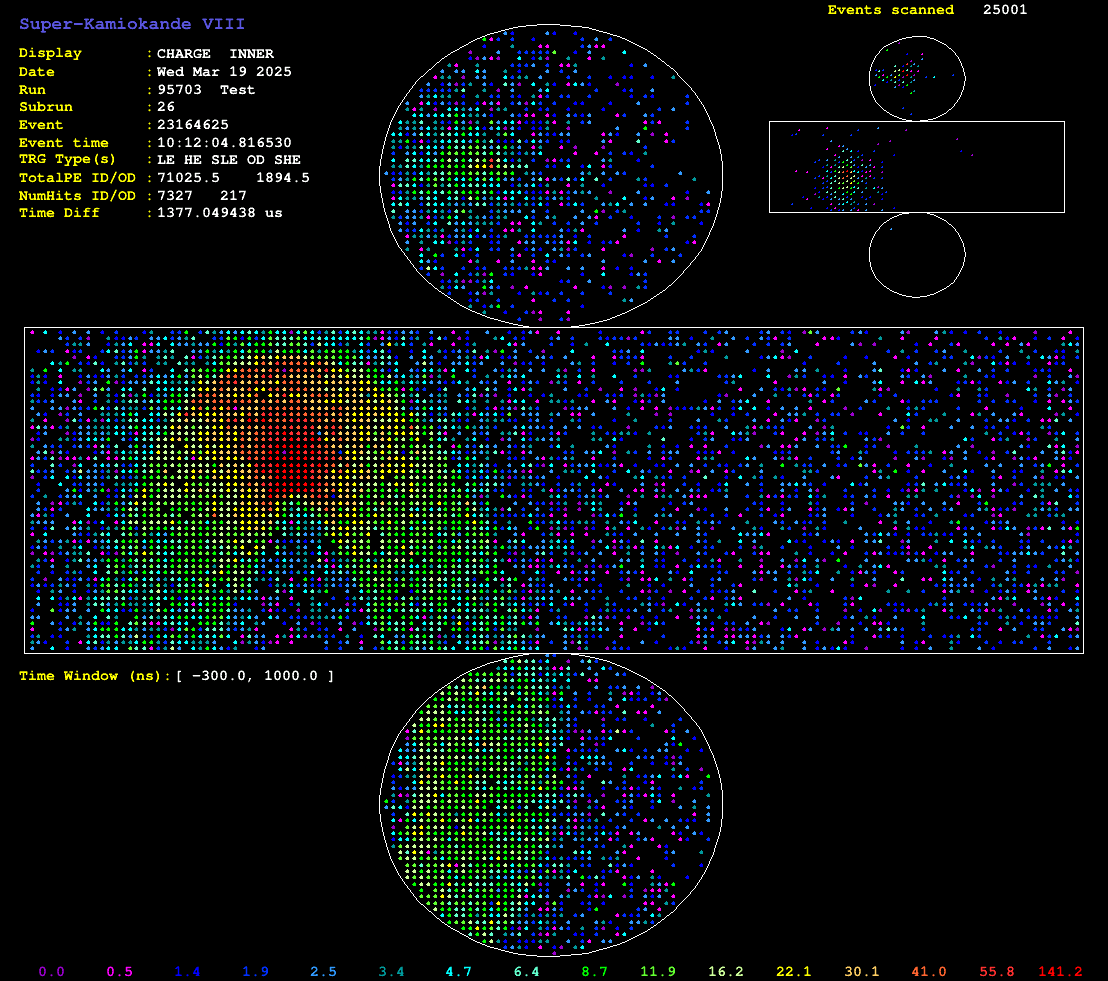 Super-Kamiokande VIII
Events scanned 25001
Display : CHARGE INNER
Date : Wed Mar 19 2025
Run : 95703 Test
Subrun : 26
Event : 23164625
Event time : 10:12:04.816530
TRG Type(s) : LE HE SLE OD SHE
TotalPE ID/OD : 71025.5 1894.5
NumHits ID/OD : 7327 217
Time Diff : 1377.049438 us
Time Window (ns):[ -300.0, 1000.0 ]
0.0 0.5 1.4 1.9 2.5 3.4 4.7 6.4 8.7 11.9 16.2 22.1 30.1 41.0 55.8 141.2